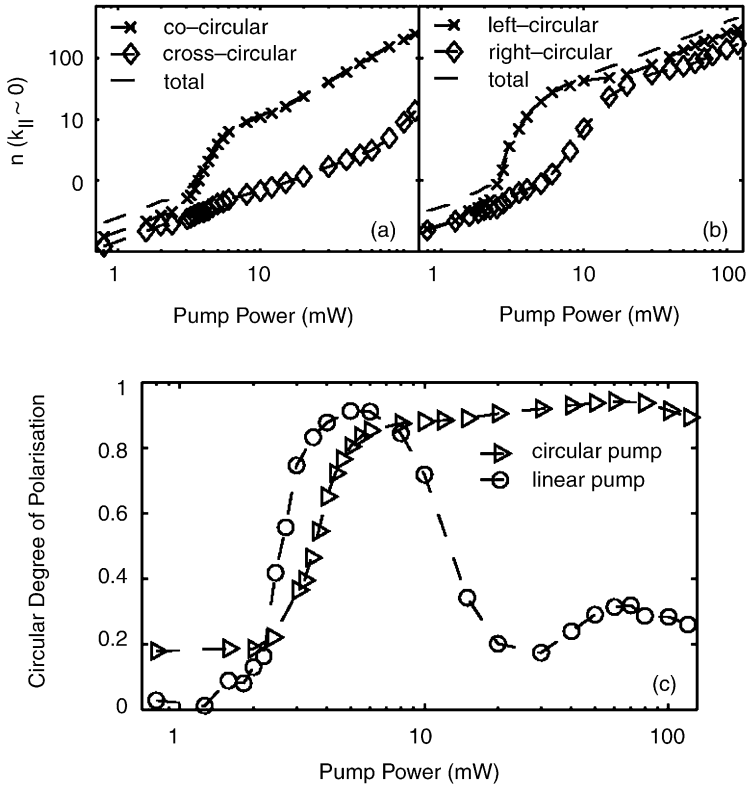 co–circular
cross–circular
total
100
10
0
n (k|| ~ 0)
(a)
1
10
Pump Power (mW)
left–circular
right–circular
total
(b)
1
10
100
Pump Power (mW)
1
0.8
0.6
0.4
0.2
0
Circular Degree of Polarisation
circular pump
linear pump
(c)
1
10
100
Pump Power (mW)